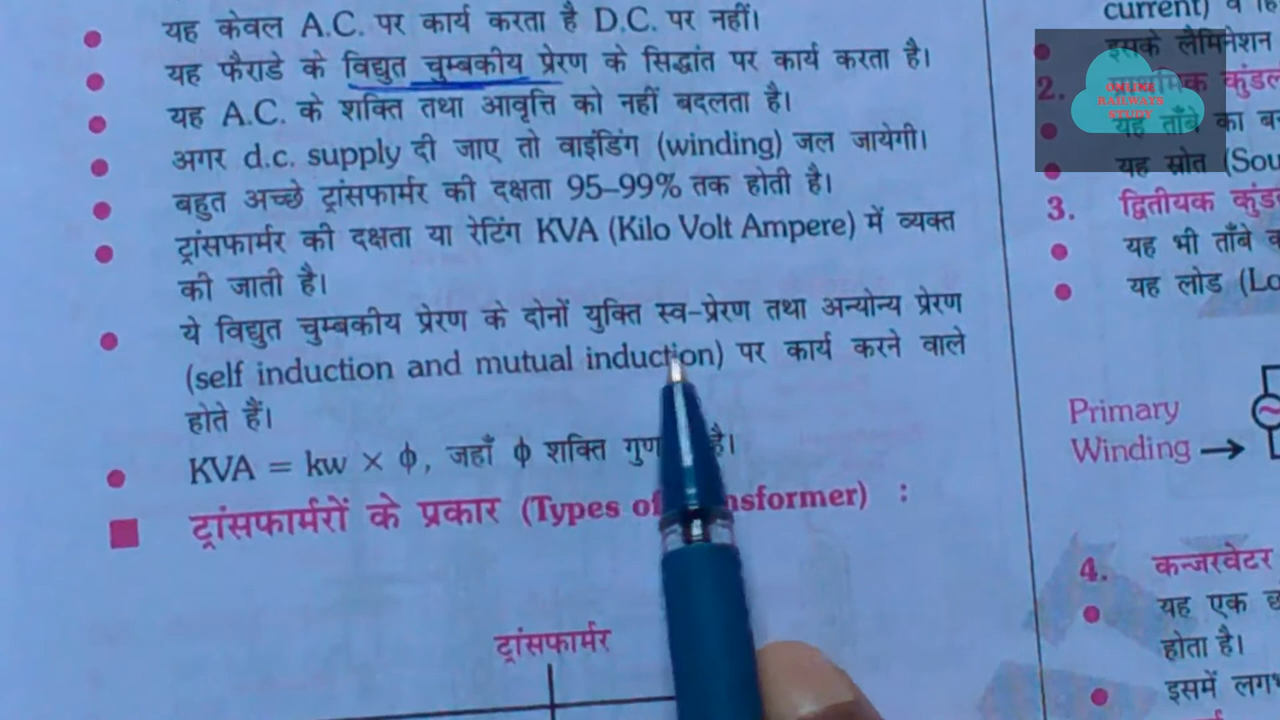 यह केवल A.C. पर कार्य करता है D.C. पर नहीं।
यह फैराडे के विद्युत चुम्बकीय प्रेरण के सिद्धांत पर कार्य करता है।
यह A.C. के शक्ति तथा आवृत्ति को नहीं बदलता है।
अगर d.c. supply दी जाए तो वाइंडिंग (winding) जल जायेगी।
बहुत अच्छे ट्रांसफार्मर की दक्षता 95–99% तक होती है।
ट्रांसफार्मर की दक्षता या रेटिंग KVA (Kilo Volt Ampere) में व्यक्त
की जाती है।
ये विद्युत चुम्बकीय प्रेरण के दोनों युक्ति स्व-प्रेरण तथा अन्योन्य प्रेरण
(self induction and mutual induction) पर कार्य करने वाले
होते हैं।
KVA = kw × ϕ, जहाँ ϕ शक्ति है।
ट्रांसफार्मरों के प्रकार (Types :
ट्रांसफार्मर
current) व
इसके लैमिनेशन
2. प्राथमिक
यह ताँबे का
यह स्रोत
3. द्वितीयक
यह भी ताँबे
यह लोड
Primary
Winding →
4. कन्जरवेटर
यह एक
होता है।
इसमें
ONLINE
RAILWAYS
STUDY